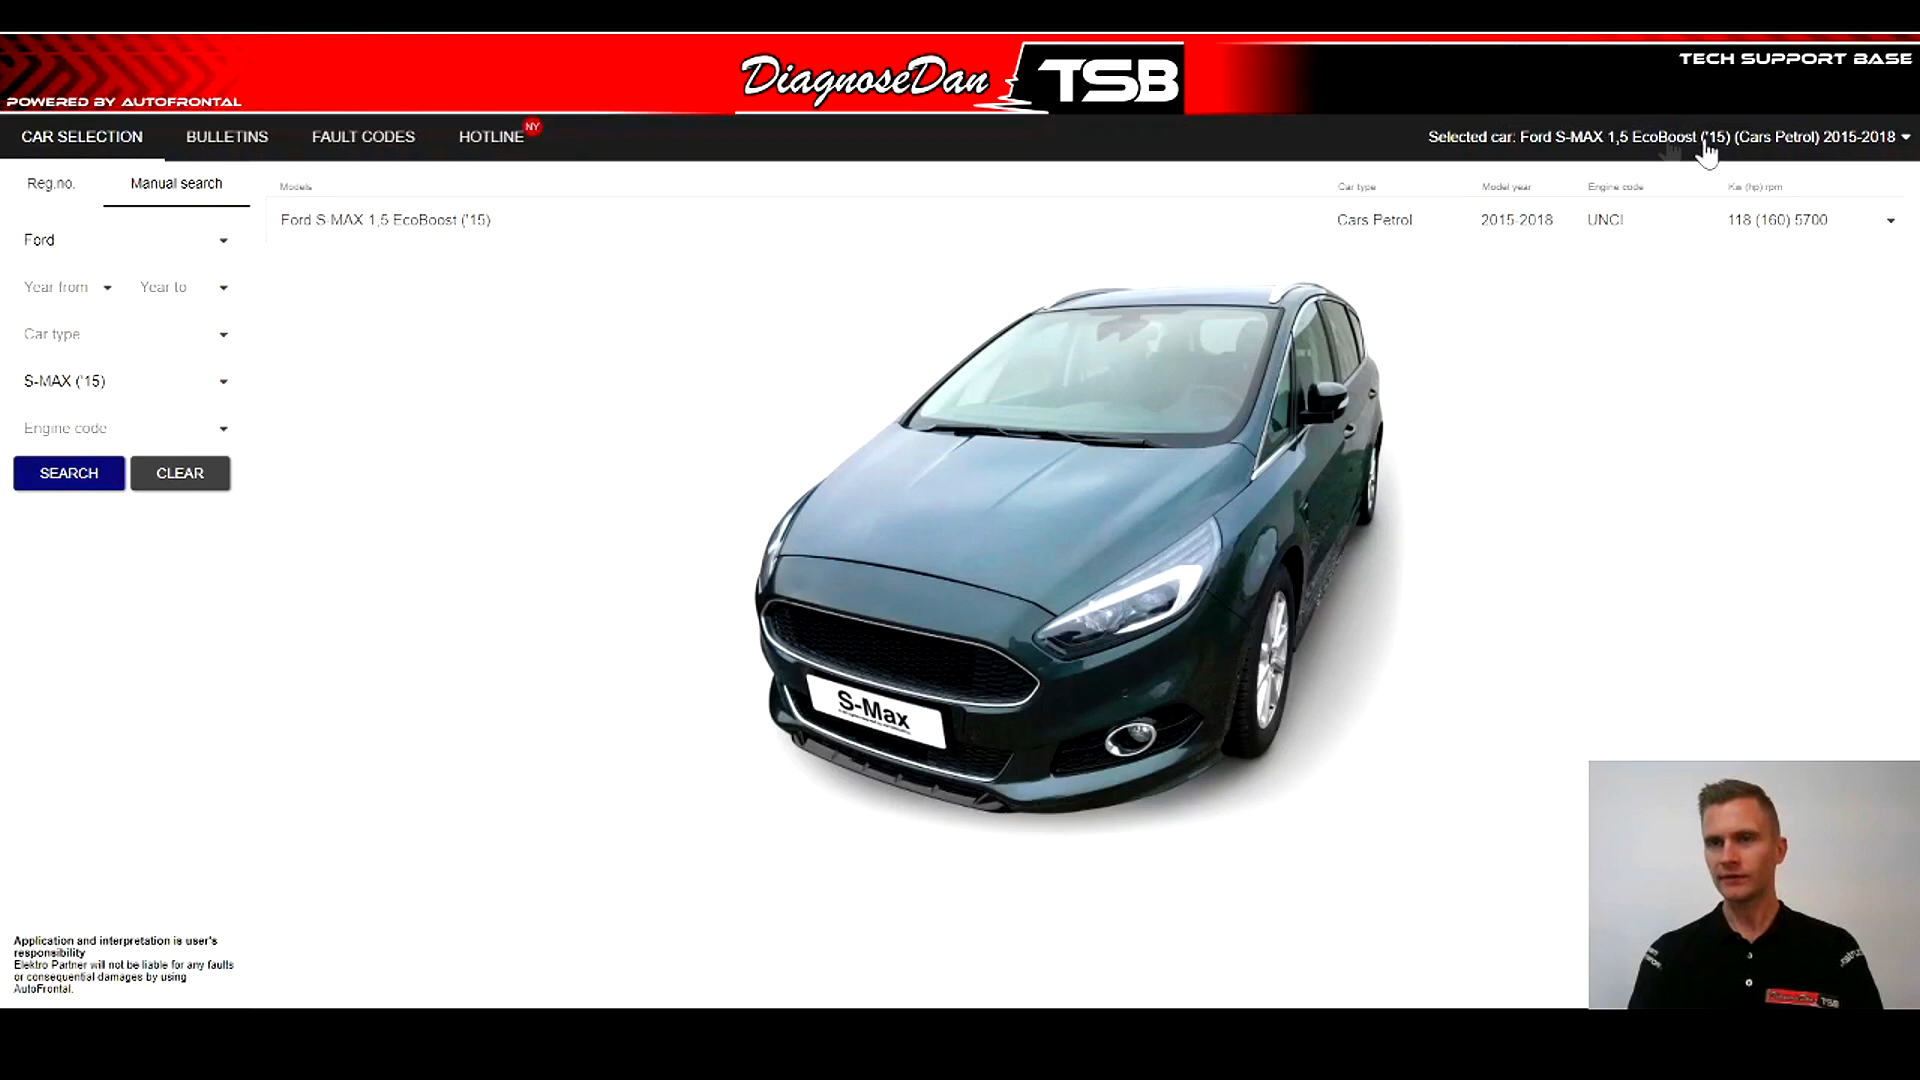 DiagnoseDan TSB
TECH SUPPORT BASE
POWERED BY AUTOFRONTAL
CAR SELECTION BULLETINS FAULT CODES HOTLINE NY
Selected car: Ford S-MAX 1,5 EcoBoost ('15) (Cars Petrol) 2015-2018
Reg.no. Manual search
Models Car type Model year Engine code Kw (hp) rpm
Ford S-MAX 1,5 EcoBoost ('15) Cars Petrol 2015-2018 UNCI 118 (160) 5700
Ford
Year from Year to
Car type
S-MAX ('15)
Engine code
SEARCH CLEAR
S-Max
Application and interpretation is user's
responsibility
Elektro Partner will not be liable for any faults
or consequential damages by using
AutoFrontal.
TSB